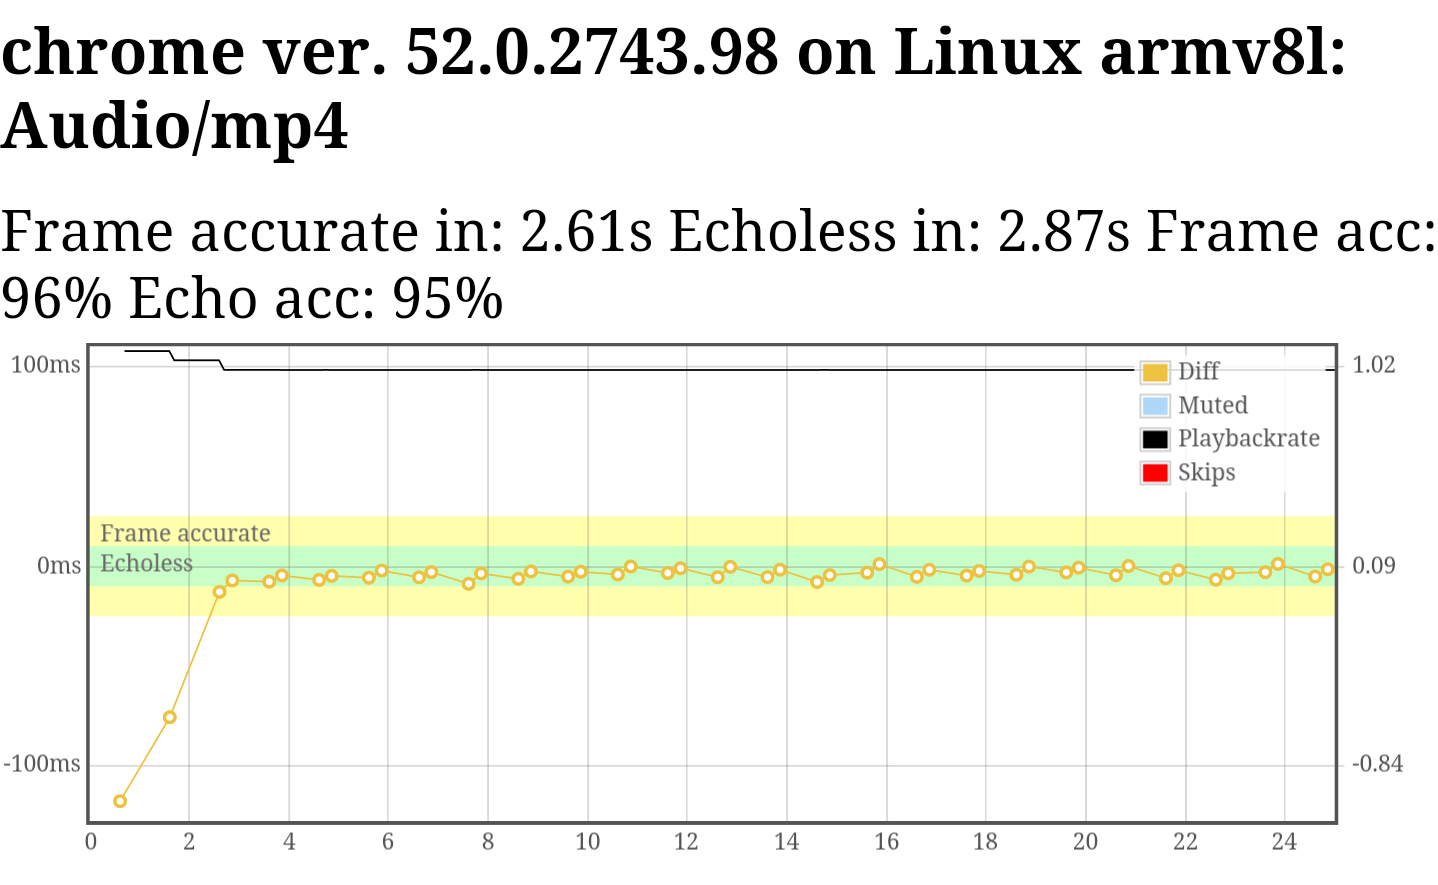 chrome ver. 52.0.2743.98 on Linux armv8l:
Audio/mp4
Frame accurate in: 2.61s Echoless in: 2.87s Frame acc:
96% Echo acc: 95%
100ms
1.02
Diff
Muted
Playbackrate
Skips
Frame accurate
Echoless
0ms
0.09
-100ms
-0.84
0 2 4 6 8 10 12 14 16 18 20 22 24